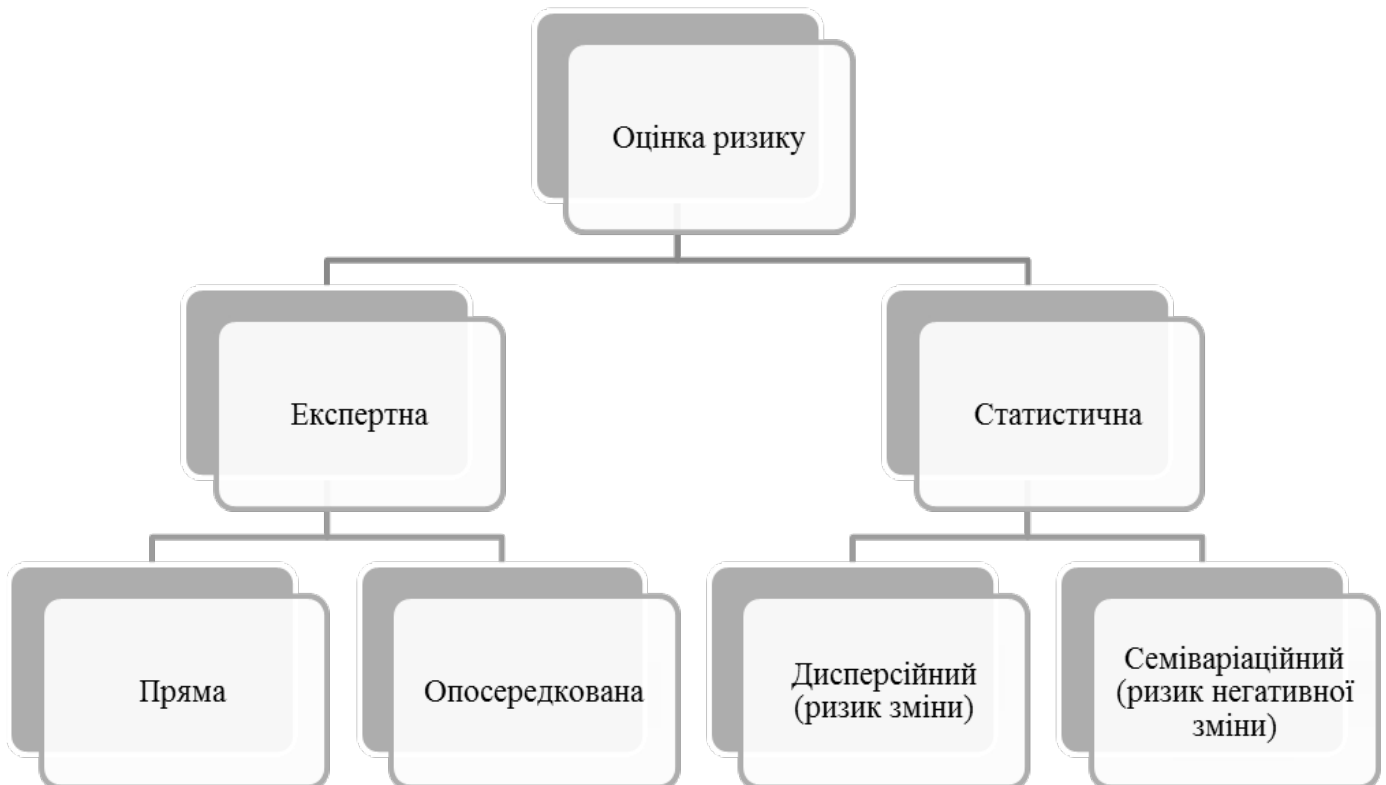 Оцінка ризику
Експертна
Статистична
Пряма
Опосередкована
Дисперсійний
(ризик зміни)
Семіваріаційний
(ризик негативної
зміни)